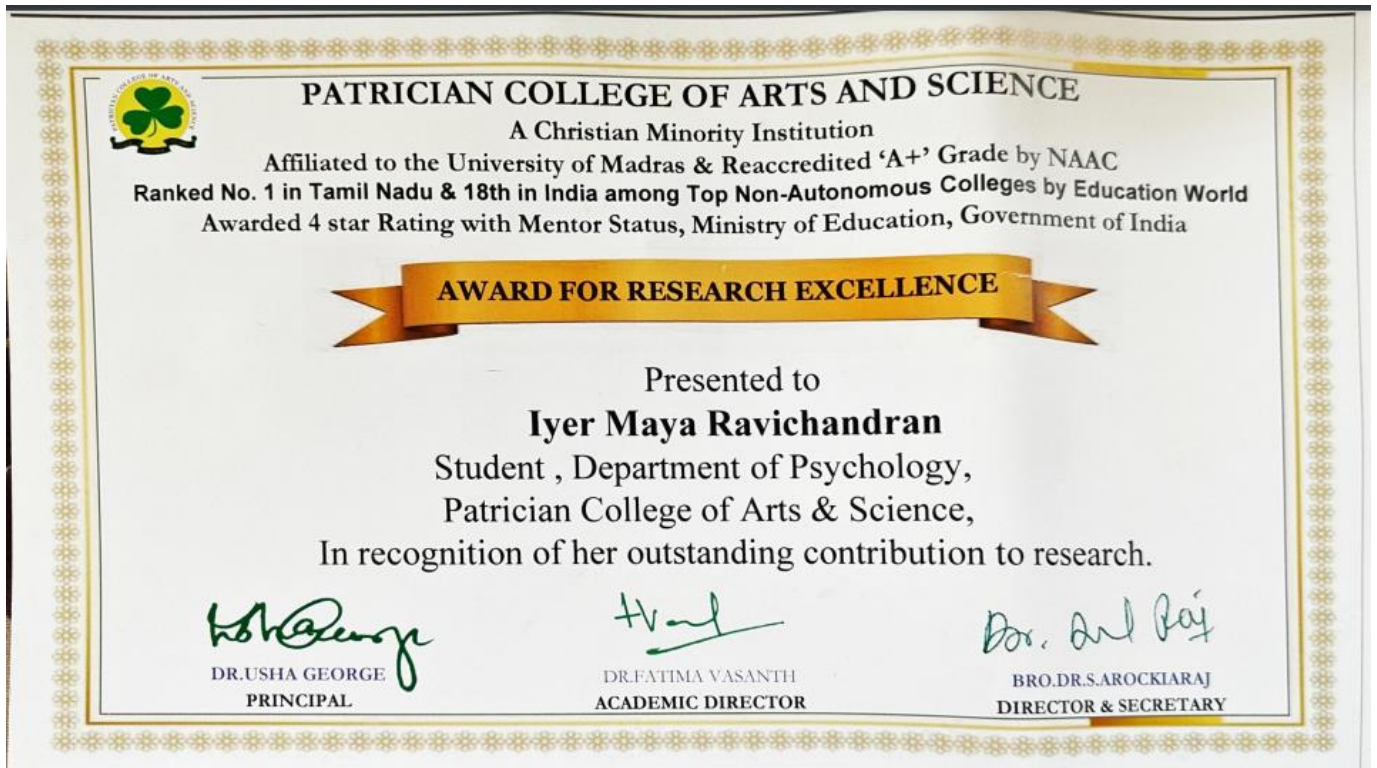 PATRICIAN COLLEGE OF ARTS AND SCIENCE
A Christian Minority Institution
Affiliated to the University of Madras & Reaccredited ‘A+’ Grade by NAAC
Ranked No. 1 in Tamil Nadu & 18th in India among Top Non-Autonomous Colleges by Education World
Awarded 4 star Rating with Mentor Status, Ministry of Education, Government of India
AWARD FOR RESEARCH EXCELLENCE
Presented to
Iyer Maya Ravichandran
Student , Department of Psychology,
Patrician College of Arts & Science,
In recognition of her outstanding contribution to research.
DR.USHA GEORGE
PRINCIPAL
DR.FATIMA VASANTH
ACADEMIC DIRECTOR
BRO.DR.S.AROCKIARAJ
DIRECTOR & SECRETARY